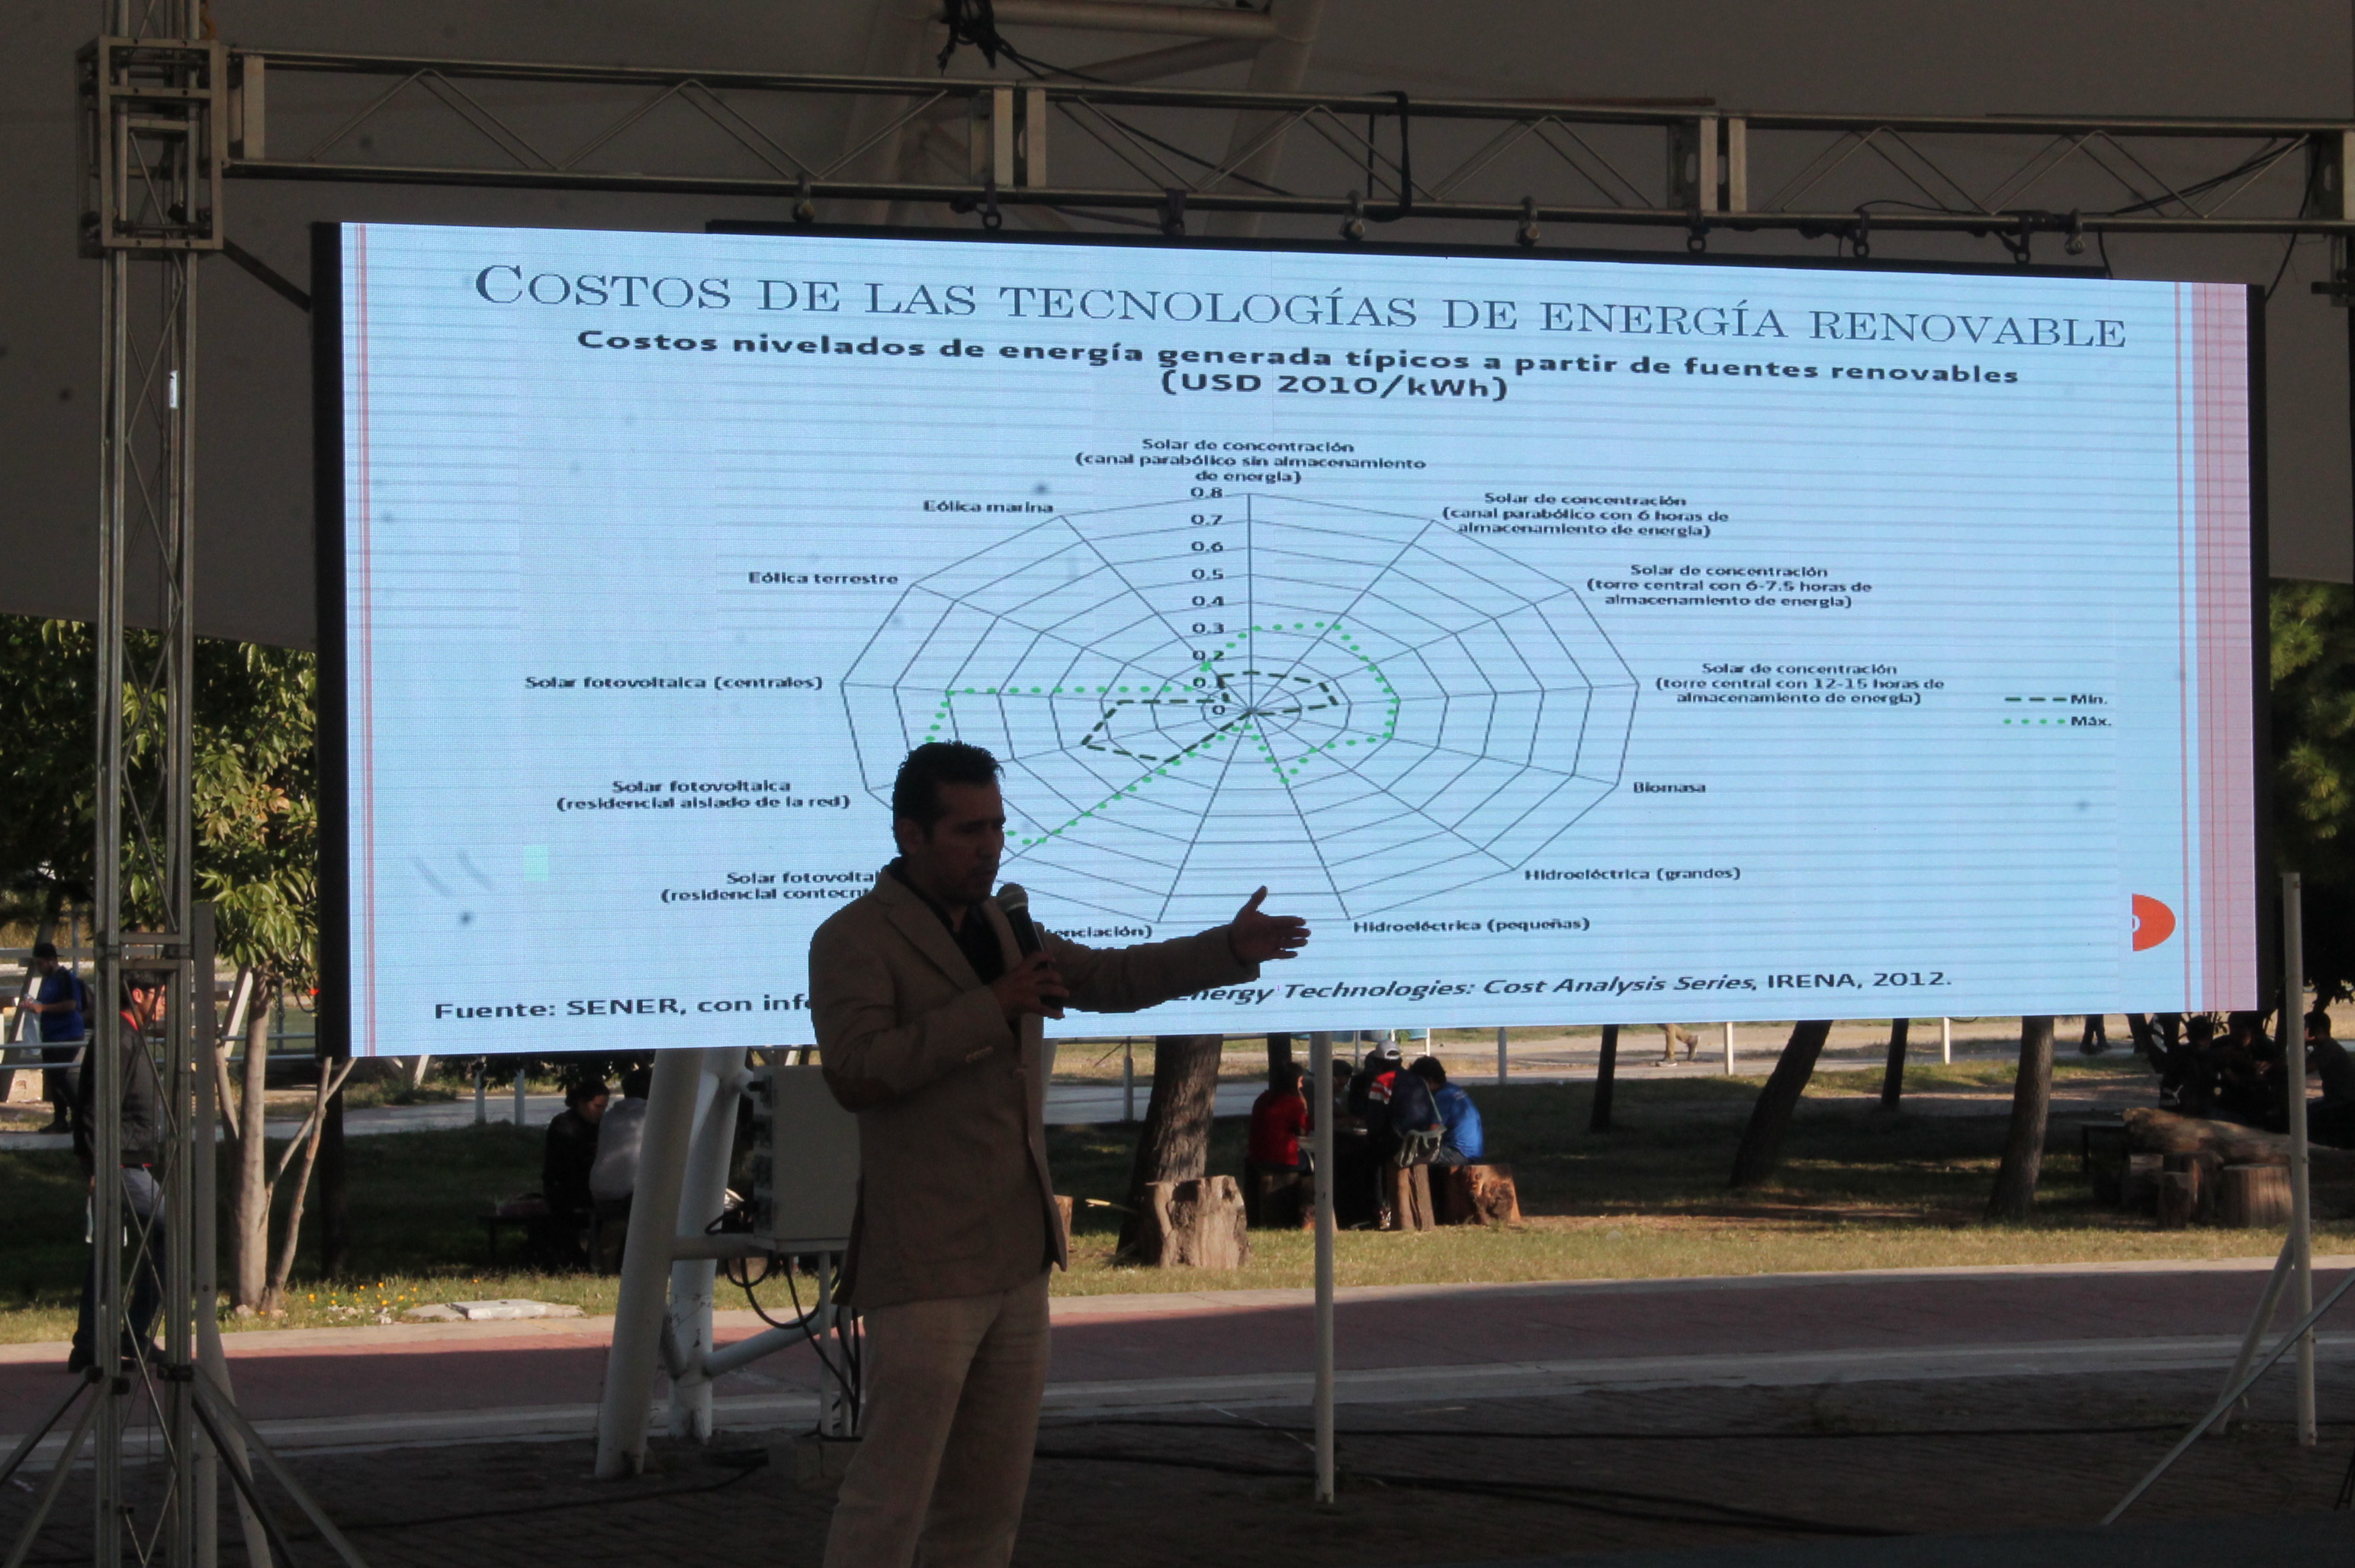 COSTOS DE LAS TECNOLOGÍAS DE ENERGÍA RENOVABLE
Costos nivelados de energía generada típicos a partir de fuentes renovables
(USD 2010/kWh)
Solar de concentración
(canal parabólico sin almacenamiento
de energía)
0.8
0.7
0.6
0.5
0.4
0.3
0.2
0.
0
Eólica marina
Solar de concentración
(canal parabólico con 6 horas de
almacenamiento de energía)
Eólica terrestre
Solar de concentración
(torre central con 6-7.5 horas de
almacenamiento de energía)
Solar fotovoltaica (centrales)
Solar de concentración
(torre central con 12-15 horas de
almacenamiento de energía)
Mín.
Máx.
Solar fotovoltaica
(residencial aislado de la red)
Biomasa
Solar fotovolta
(residencial
Hidroeléctrica (grandes)
enciación)
Hidroeléctrica (pequeñas)
Fuente: SENER, con inf
Energy Technologies: Cost Analysis Series, IRENA, 2012.